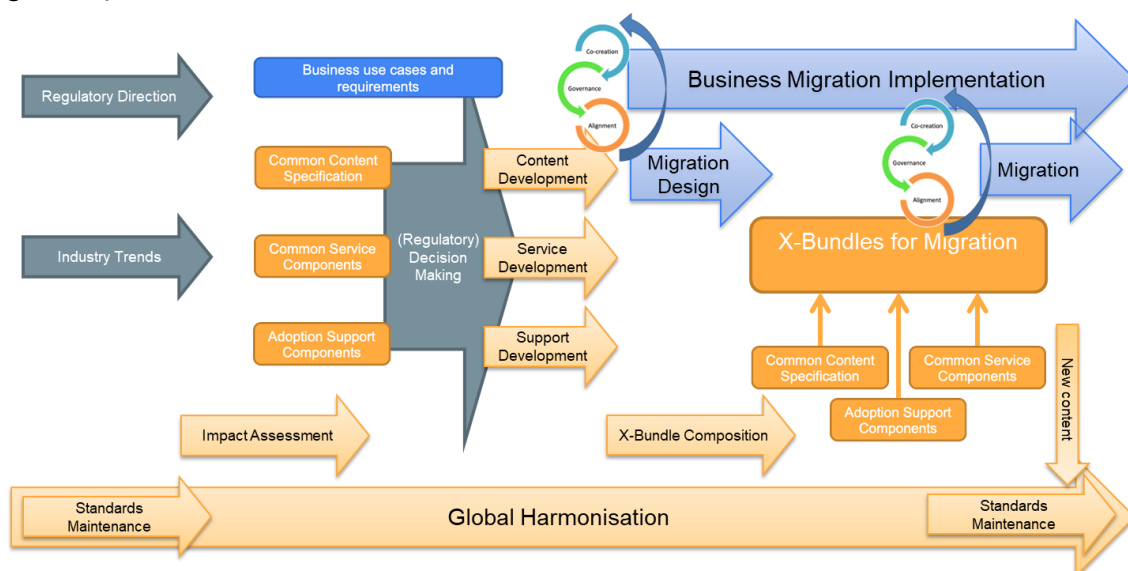 Co-creation
Governance
Alignment
Business Migration Implementation
Regulatory Direction
Business use cases and
requirements
Common Content
Specification
Content
Development
Migration
Design
Co-creation
Governance
Alignment
Migration
Industry Trends
Common Service
Components
(Regulatory)
Decision
Making
Service
Development
X-Bundles for Migration
Adoption Support
Components
Support
Development
Common Content
Specification
Common Service
Components
Adoption Support
Components
New content
Impact Assessment
X-Bundle Composition
Standards
Maintenance
Global Harmonisation
Standards
Maintenance